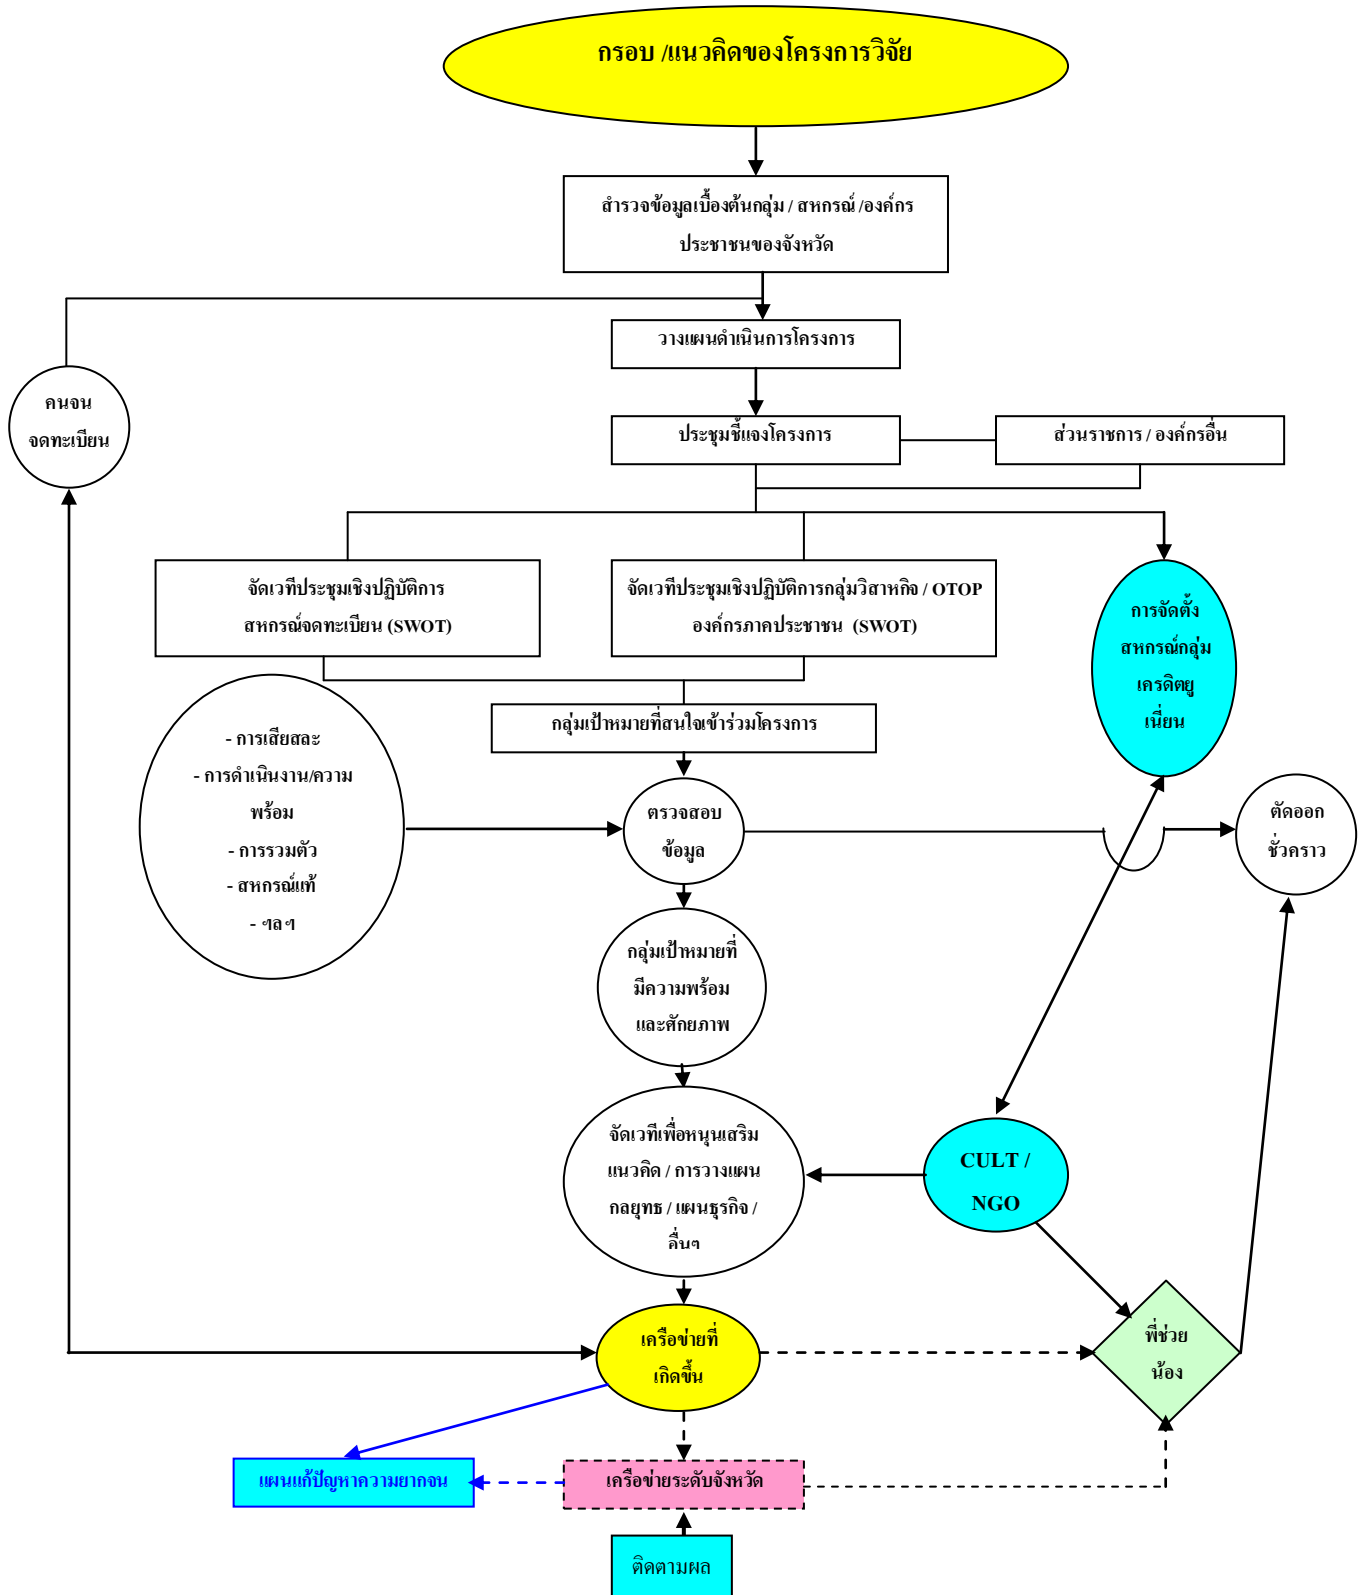 กรอบ /แนวคิดของโครงการวิจัย
สำรวจข้อมูลเบื้องต้นกลุ่ม / สหกรณ์ /องค์กร
ประชาชนของจังหวัด
วางแผนดำเนินการโครงการ
คนจน
จดทะเบียน
ประชุมชี้แจงโครงการ
ส่วนราชการ / องค์กรอื่น
จัดเวทีประชุมเชิงปฏิบัติการ
สหกรณ์จดทะเบียน (SWOT)
จัดเวทีประชุมเชิงปฏิบัติการกลุ่มวิสาหกิจ / OTOP
องค์กรภาคประชาชน (SWOT)
การจัดตั้ง
สหกรณ์กลุ่ม
เครดิตยู
เนี่ยน
กลุ่มเป้าหมายที่สนใจเข้าร่วมโครงการ
- การเสียสละ
- การดำเนินงาน/ความ
พร้อม
- การรวมตัว
- สหกรณ์แท้
- ฯลฯ
ตรวจสอบ
ข้อมูล
ตัดออก
ชั่วคราว
กลุ่มเป้าหมายที่
มีความพร้อม
และศักยภาพ
จัดเวทีเพื่อหนุนเสริม
แนวคิด / การวางแผน
กลยุทธ / แผนธุรกิจ /
อื่นๆ
CULT /
NGO
เครือข่ายที่
เกิดขึ้น
พี่ช่วย
น้อง
แผนแก้ปัญหาความยากจน
เครือข่ายระดับจังหวัด
ติดตามผล